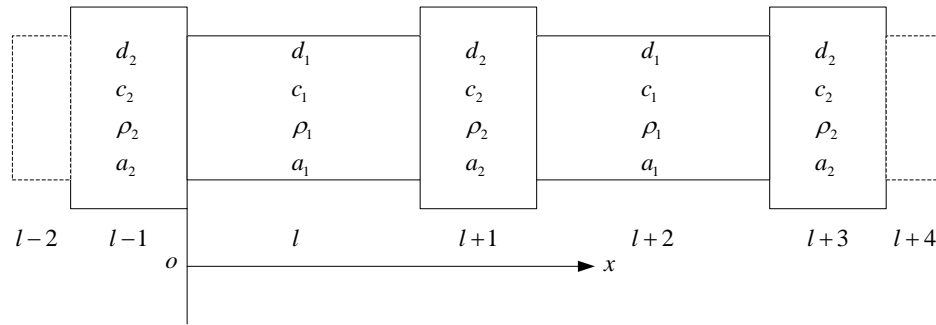 d₂ d₁ d₂ d₁ d₂
c₂ c₁ c₂ c₁ c₂
ρ₂ ρ₁ ρ₂ ρ₁ ρ₂
a₂ a₁ a₂ a₁ a₂
l−2 l−1 l l+1 l+2 l+3 l+4
o x